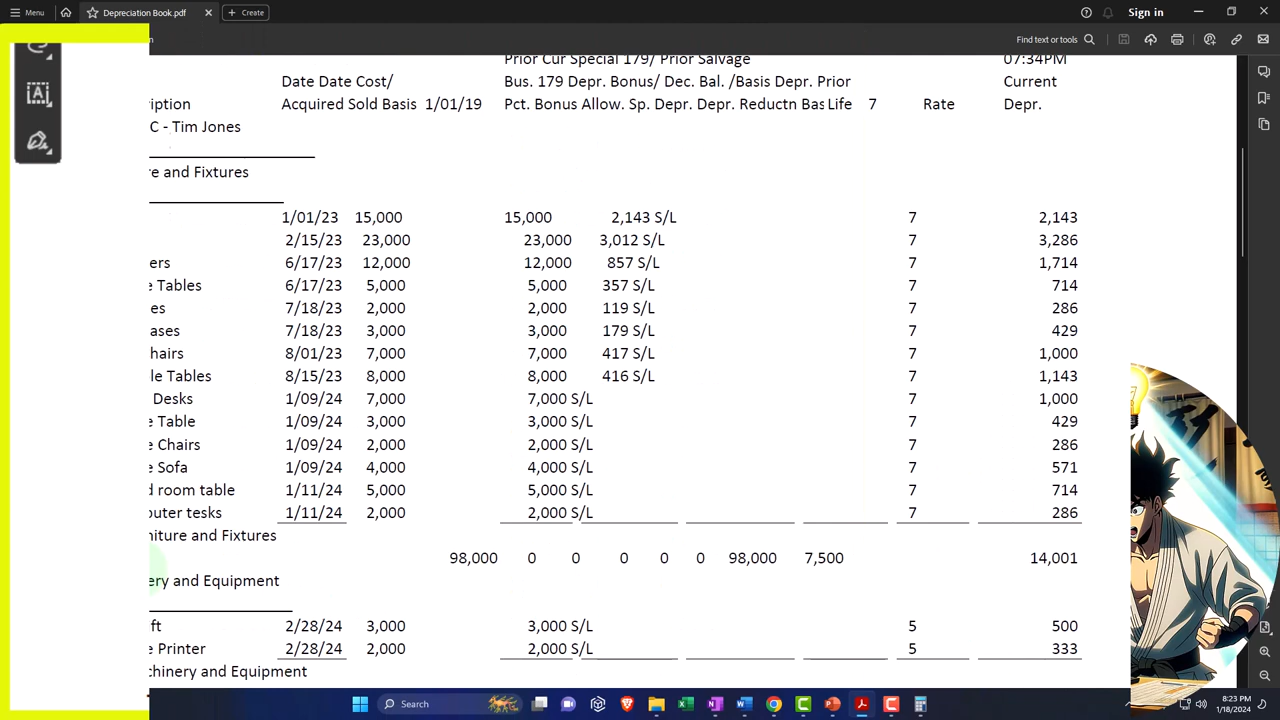 Menu Depreciation Book.pdf Create Sign in
Find text or tools
Prior Cur Special 179/ Prior Salvage 07:34PM
Date Date Cost/ Bus. 179 Depr. Bonus/ Dec. Bal. /Basis Depr. Prior Current
ription Acquired Sold Basis 1/01/19 Pct. Bonus Allow. Sp. Depr. Depr. Reductn Bas Life 7 Rate Depr.
C - Tim Jones
re and Fixtures
1/01/23 15,000 15,000 2,143 S/L 7 2,143
2/15/23 23,000 23,000 3,012 S/L 7 3,286
ers 6/17/23 12,000 12,000 857 S/L 7 1,714
e Tables 6/17/23 5,000 5,000 357 S/L 7 714
es 7/18/23 2,000 2,000 119 S/L 7 286
ases 7/18/23 3,000 3,000 179 S/L 7 429
hairs 8/01/23 7,000 7,000 417 S/L 7 1,000
le Tables 8/15/23 8,000 8,000 416 S/L 7 1,143
Desks 1/09/24 7,000 7,000 S/L 7 1,000
e Table 1/09/24 3,000 3,000 S/L 7 429
e Chairs 1/09/24 2,000 2,000 S/L 7 286
e Sofa 1/09/24 4,000 4,000 S/L 7 571
d room table 1/11/24 5,000 5,000 S/L 7 714
outer tesks 1/11/24 2,000 2,000 S/L 7 286
niture and Fixtures
98,000 0 0 0 0 0 98,000 7,500 14,001
ery and Equipment
ft 2/28/24 3,000 3,000 S/L 5 500
e Printer 2/28/24 2,000 2,000 S/L 5 333
chinery and Equipment
Search
8:23 PM
1/18/2024